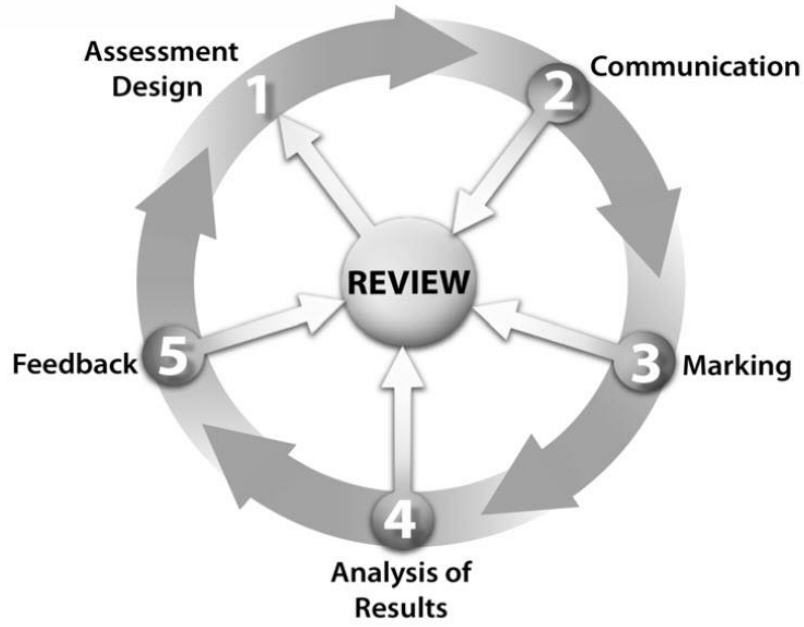 Assessment
Design
1
2
Communication
REVIEW
3
Marking
4
Analysis of
Results
5
Feedback